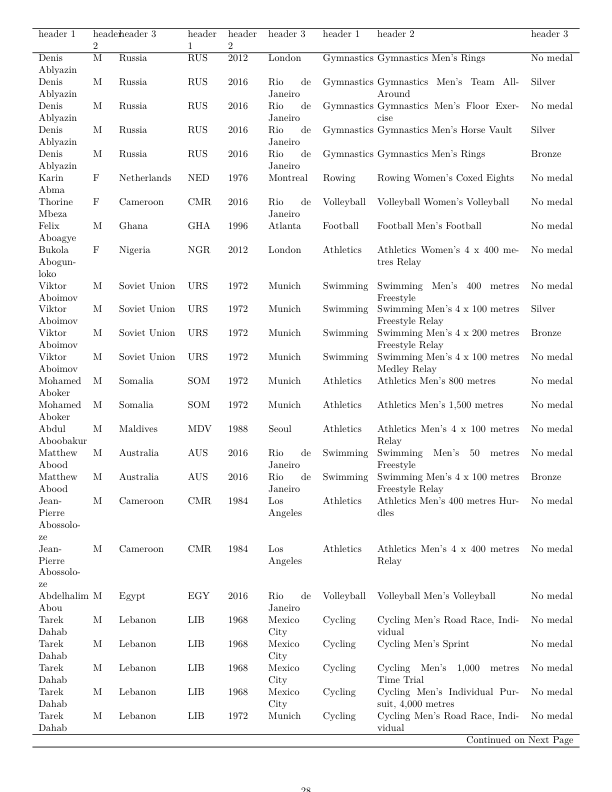 header 1 header 2 header 3 header 1 header 2 header 3 header 1 header 2 header 3
Denis Ablyazin M Russia RUS 2012 London Gymnastics Gymnastics Men's Rings No medal
Denis Ablyazin M Russia RUS 2016 Rio de Janeiro Gymnastics Gymnastics Men's Team All-Around Silver
Denis Ablyazin M Russia RUS 2016 Rio de Janeiro Gymnastics Gymnastics Men's Floor Exercise No medal
Denis Ablyazin M Russia RUS 2016 Rio de Janeiro Gymnastics Gymnastics Men's Horse Vault Silver
Denis Ablyazin M Russia RUS 2016 Rio de Janeiro Gymnastics Gymnastics Men's Rings Bronze
Karin Abma F Netherlands NED 1976 Montreal Rowing Rowing Women's Coxed Eights No medal
Thorine Mbeza F Cameroon CMR 2016 Rio de Janeiro Volleyball Volleyball Women's Volleyball No medal
Felix Aboagye M Ghana GHA 1996 Atlanta Football Football Men's Football No medal
Bukola Abogunloko F Nigeria NGR 2012 London Athletics Athletics Women's 4 x 400 metres Relay No medal
Viktor Aboimov M Soviet Union URS 1972 Munich Swimming Swimming Men's 400 metres Freestyle No medal
Viktor Aboimov M Soviet Union URS 1972 Munich Swimming Swimming Men's 4 x 100 metres Freestyle Relay Silver
Viktor Aboimov M Soviet Union URS 1972 Munich Swimming Swimming Men's 4 x 200 metres Freestyle Relay Bronze
Viktor Aboimov M Soviet Union URS 1972 Munich Swimming Swimming Men's 4 x 100 metres Medley Relay No medal
Mohamed Aboker M Somalia SOM 1972 Munich Athletics Athletics Men's 800 metres No medal
Mohamed Aboker M Somalia SOM 1972 Munich Athletics Athletics Men's 1,500 metres No medal
Abdul Aboobakur M Maldives MDV 1988 Seoul Athletics Athletics Men's 4 x 100 metres Relay No medal
Matthew Abood M Australia AUS 2016 Rio de Janeiro Swimming Swimming Men's 50 metres Freestyle No medal
Matthew Abood M Australia AUS 2016 Rio de Janeiro Swimming Swimming Men's 4 x 100 metres Freestyle Relay Bronze
Jean-Pierre Abossolo-ze M Cameroon CMR 1984 Los Angeles Athletics Athletics Men's 400 metres Hurdles No medal
Jean-Pierre Abossolo-ze M Cameroon CMR 1984 Los Angeles Athletics Athletics Men's 4 x 400 metres Relay No medal
Abdelhalim Abou M Egypt EGY 2016 Rio de Janeiro Volleyball Volleyball Men's Volleyball No medal
Tarek Dahab M Lebanon LIB 1968 Mexico City Cycling Cycling Men's Road Race, Individual No medal
Tarek Dahab M Lebanon LIB 1968 Mexico City Cycling Cycling Men's Sprint No medal
Tarek Dahab M Lebanon LIB 1968 Mexico City Cycling Cycling Men's 1,000 metres Time Trial No medal
Tarek Dahab M Lebanon LIB 1968 Mexico City Cycling Cycling Men's Individual Pursuit, 4,000 metres No medal
Tarek Dahab M Lebanon LIB 1972 Munich Cycling Cycling Men's Road Race, Individual No medal
Continued on Next Page
28